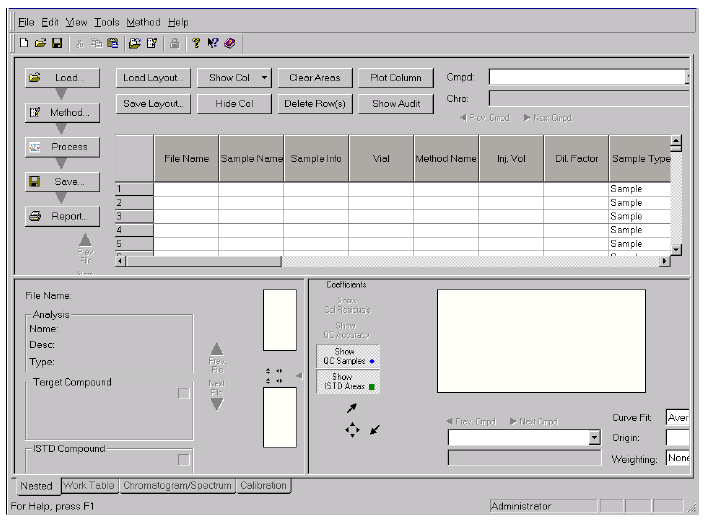 File Edit View Tools Method Help
Load... Load Layout... Show Col Clear Areas Plot Column Cmpd:
Method... Save Layout... Hide Col Delete Row(s) Show Audit Chro:
Prev. Cmpd Next Cmpd
Process
Save...
Report...
Prev. File
File Name Sample Name Sample Info Vial Method Name Inj. Vol Dil. Factor Sample Type
1 Sample
2 Sample
3 Sample
4 Sample
5 Sample
File Name:
Analysis
Name:
Desc:
Type:
Target Compound
ISTD Compound
Prev. File
Next File
Coefficients
Show
Cal Residuals
Show
QC Accuracy
Show
QC Samples
Show
ISTD Areas
Prev. Cmpd Next Cmpd
Curve Fit: Aver
Origin:
Weighting: None
Nested Work Table Chromatogram/Spectrum Calibration
For Help, press F1 Administrator